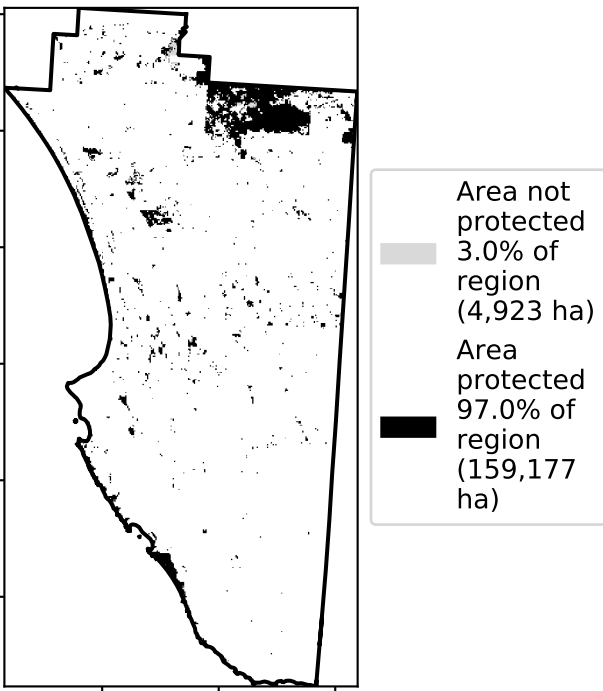 Area not
protected
3.0% of
region
(4,923 ha)
Area
protected
97.0% of
region
(159,177
ha)